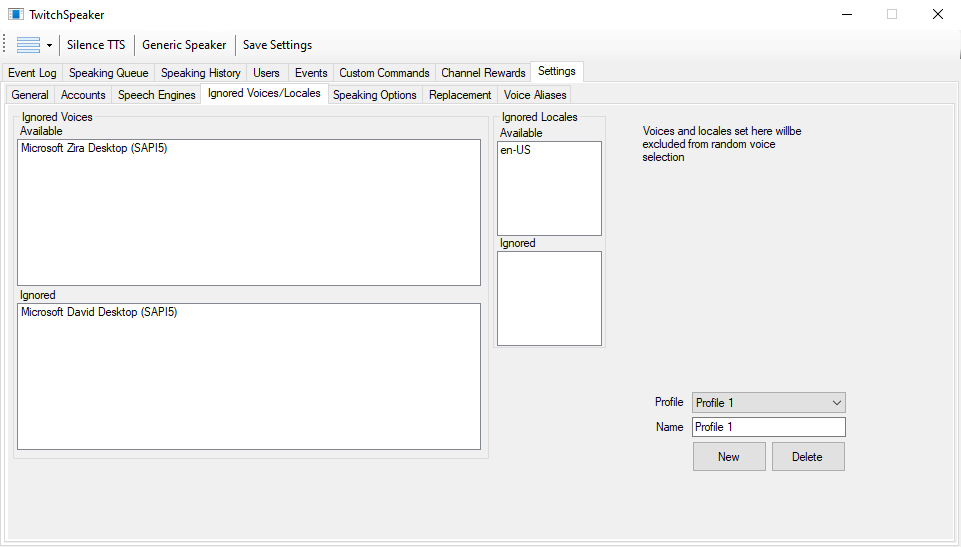 TwitchSpeaker
Silence TTS Generic Speaker Save Settings
Event Log Speaking Queue Speaking History Users Events Custom Commands Channel Rewards Settings
General Accounts Speech Engines Ignored Voices/Locales Speaking Options Replacement Voice Aliases
Ignored Voices
Available
Microsoft Zira Desktop (SAPI5)
Ignored
Microsoft David Desktop (SAPI5)
Ignored Locales
Available
en-US
Ignored
Voices and locales set here willbe
excluded from random voice
selection
Profile Profile 1
Name Profile 1
New Delete